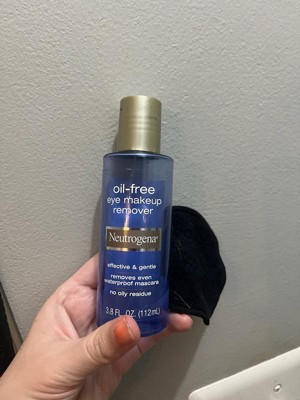 oil-free
eye makeup
remover
Neutrogena®
effective & gentle
removes even
waterproof mascara
no oily residue
3.8 FL. OZ. (112mL)